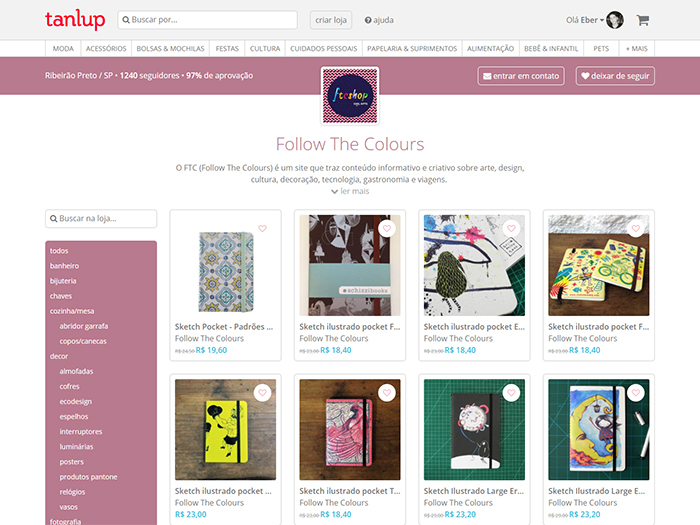 tanlup
Buscar por...
criar loja
ajuda
Olá Eber
MODA
ACESSÓRIOS
BOLSAS & MOCHILAS
FESTAS
CULTURA
CUIDADOS PESSOAIS
PAPELARIA & SUPRIMENTOS
ALIMENTAÇÃO
BEBÊ & INFANTIL
PETS
+ MAIS
Ribeirão Preto / SP • 1240 seguidores • 97% de aprovação
ftcshop
entrar em contato
deixar de seguir
Follow The Colours
O FTC (Follow The Colours) é um site que traz conteúdo informativo e criativo sobre arte, design,
cultura, decoração, tecnologia, gastronomia e viagens.
ler mais
Buscar na loja...
todos
banheiro
bijuteria
chaves
cozinha/mesa
abridor garrafa
copos/canecas
decor
almofadas
cofres
ecodesign
espelhos
interruptores
luminárias
posters
produtos pantone
relógios
vasos
fotografia
schizzibooks
Sketch Pocket - Padrões ...
Follow The Colours
R$ 24,50 R$ 19,60
Sketch ilustrado pocket F...
Follow The Colours
R$ 23,00 R$ 18,40
Sketch ilustrado pocket E...
Follow The Colours
R$ 23,00 R$ 18,40
Sketch ilustrado pocket F...
Follow The Colours
R$ 23,00 R$ 18,40
Sketch ilustrado pocket ...
Follow The Colours
R$ 23,00
Sketch ilustrado pocket T...
Follow The Colours
R$ 23,00 R$ 18,40
Sketch Ilustrado Large Er...
Follow The Colours
R$ 29,00 R$ 23,20
Sketch Ilustrado Large E...
Follow The Colours
R$ 29,00 R$ 23,20